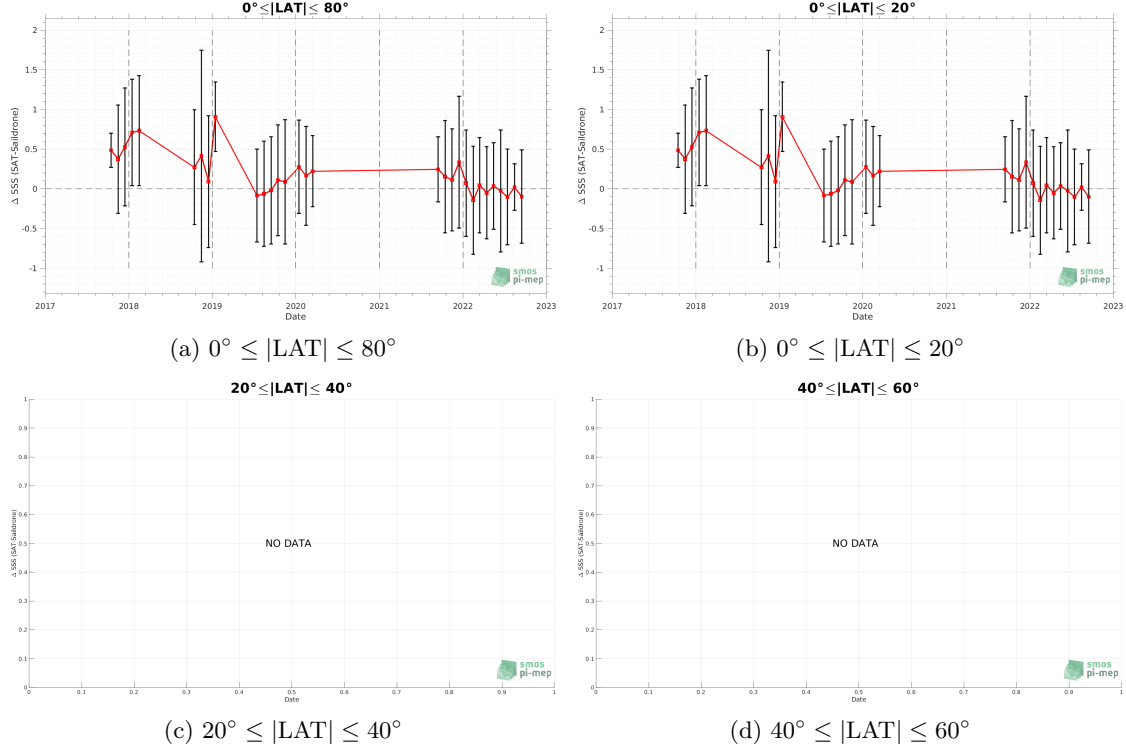 0°≤|LAT|≤ 80°
2
1.5
1
0.5
0
-0.5
-1
Δ SSS (SAT-Saildrone)
2017 2018 2019 2020 2021 2022 2023
Date
smos
pi-mep
(a) 0° ≤ |LAT| ≤ 80°
0°≤|LAT|≤ 20°
2
1.5
1
0.5
0
-0.5
-1
Δ SSS (SAT-Saildrone)
2017 2018 2019 2020 2021 2022 2023
Date
smos
pi-mep
(b) 0° ≤ |LAT| ≤ 20°
20°≤|LAT|≤ 40°
1
0.9
0.8
0.7
0.6
0.5
0.4
0.3
0.2
0.1
0
Δ SSS (SAT-Saildrone)
NO DATA
0 0.1 0.2 0.3 0.4 0.5 0.6 0.7 0.8 0.9 1
Date
smos
pi-mep
(c) 20° ≤ |LAT| ≤ 40°
40°≤|LAT|≤ 60°
1
0.9
0.8
0.7
0.6
0.5
0.4
0.3
0.2
0.1
0
Δ SSS (SAT-Saildrone)
NO DATA
0 0.1 0.2 0.3 0.4 0.5 0.6 0.7 0.8 0.9 1
Date
smos
pi-mep
(d) 40° ≤ |LAT| ≤ 60°